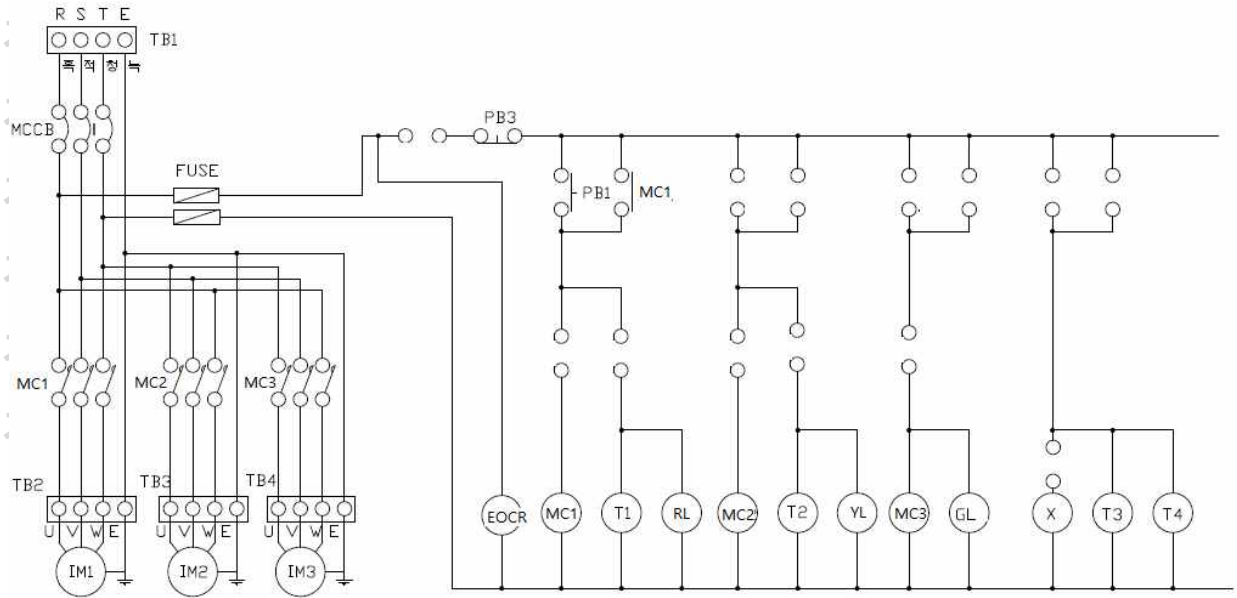 R S T E
TB1
흑 적 청 녹
MCCB
PB3
FUSE
PB1 MC1
MC1 MC2 MC3
TB2 TB3 TB4
EOCR MC1 T1 RL MC2 T2 YL MC3 GL X T3 T4
U V W E U V W E U V W E
IM1 IM2 IM3